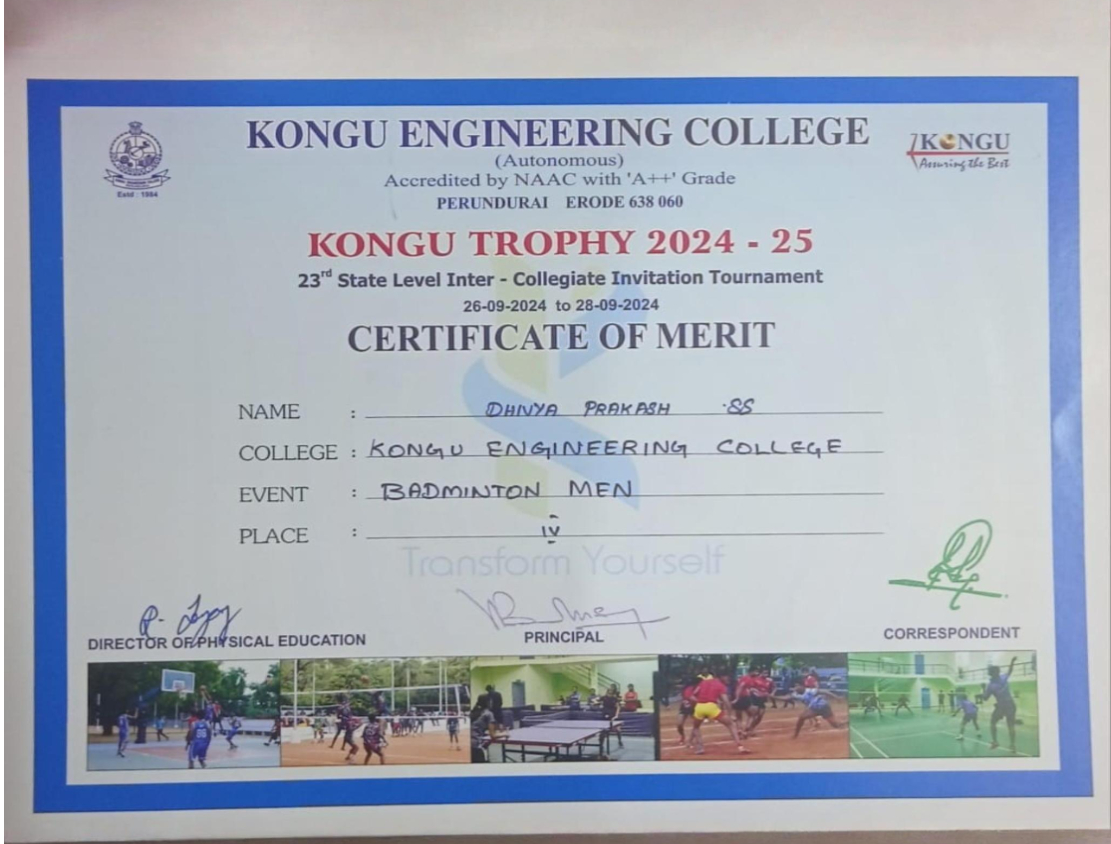 KONGU ENGINEERING COLLEGE
(Autonomous)
Accredited by NAAC with 'A++' Grade
PERUNDURAI ERODE 638 060
Estd : 1984
KONGU
Assuring the Best
KONGU TROPHY 2024 - 25
23rd State Level Inter - Collegiate Invitation Tournament
26-09-2024 to 28-09-2024
CERTIFICATE OF MERIT
NAME : DHIVYA PRAKASH .SS
COLLEGE : KONGU ENGINEERING COLLEGE
EVENT : BADMINTON MEN
PLACE : IV
Transform Yourself
DIRECTOR OF PHYSICAL EDUCATION
PRINCIPAL
CORRESPONDENT